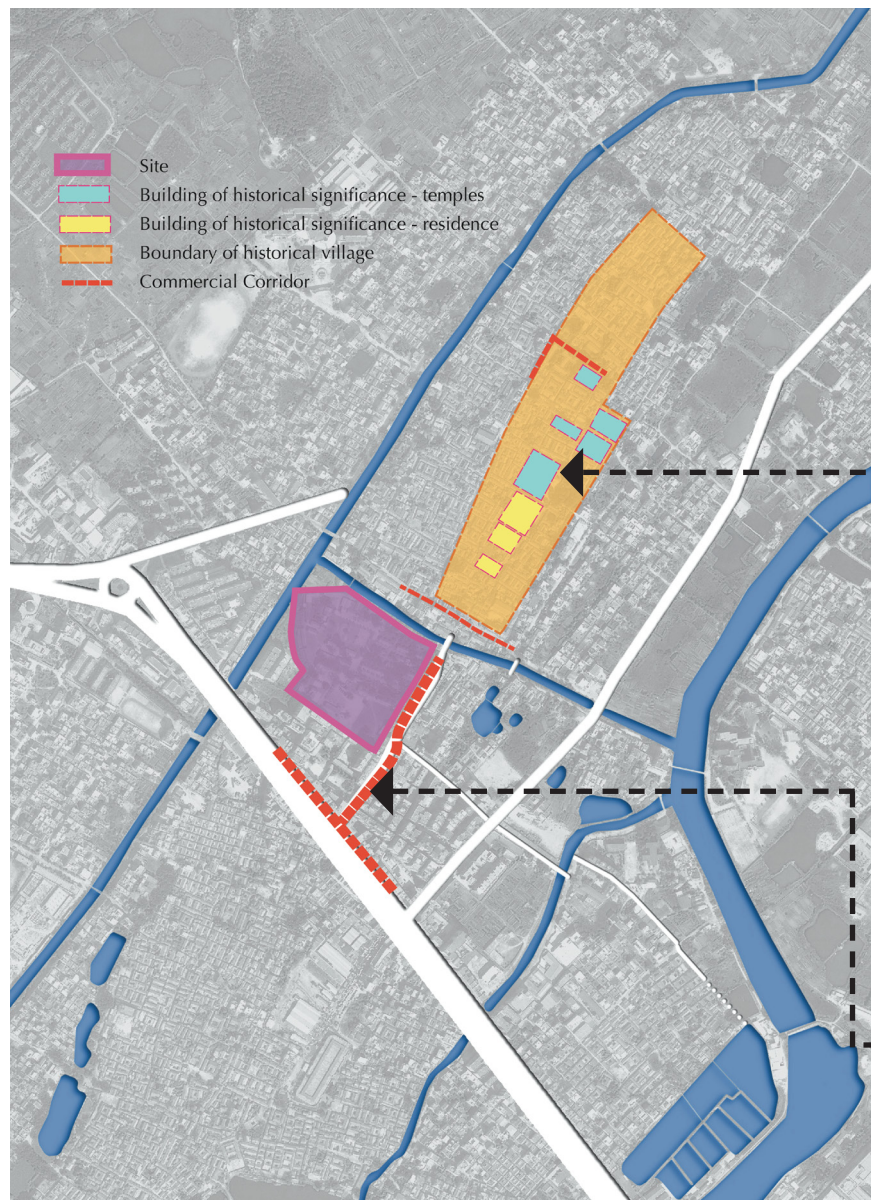 Site
Building of historical significance - temples
Building of historical significance - residence
Boundary of historical village
Commercial Corridor